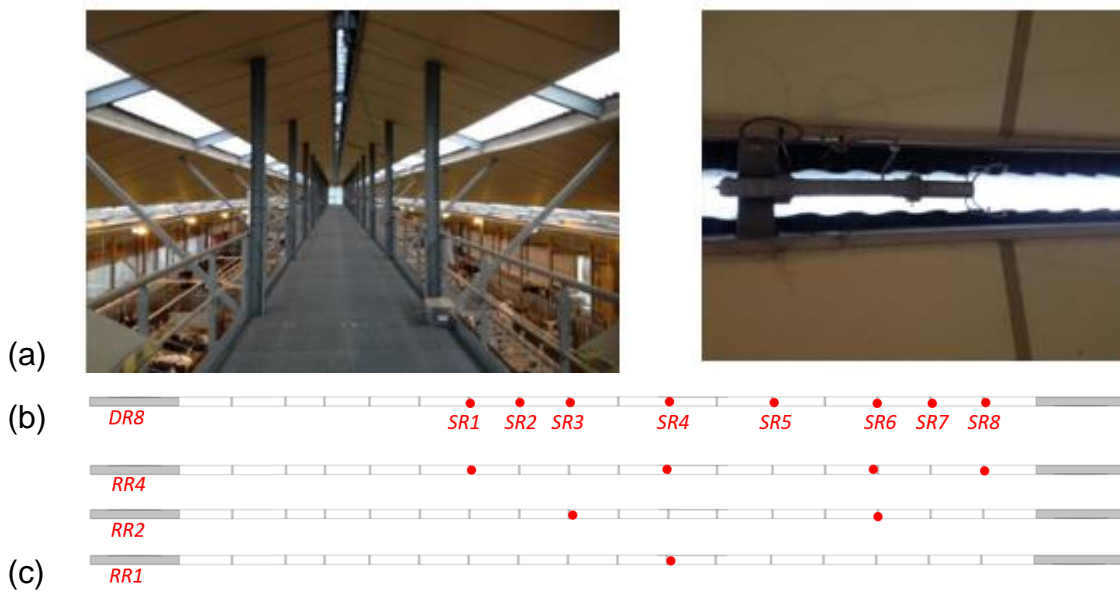 (a)
(b)
DR8
SR1 SR2 SR3 SR4 SR5 SR6 SR7 SR8
RR4
RR2
(c)
RR1